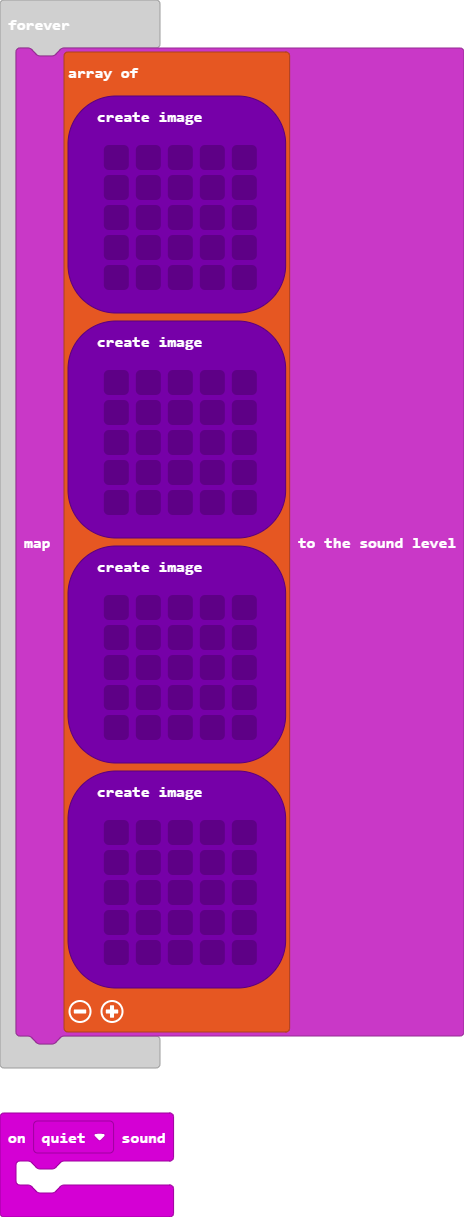 forever
array of
create image
create image
map to the sound level
create image
create image
on quiet sound